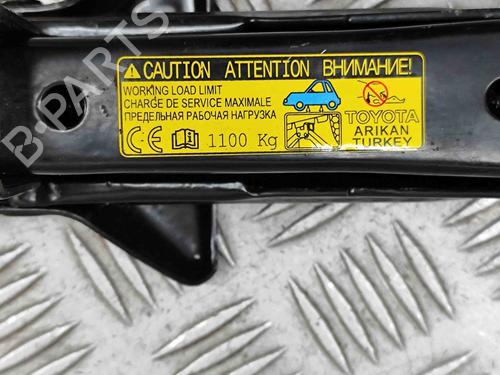 CAUTION ATTENTION ВНИМАНИЕ!
WORKING LOAD LIMIT
CHARGE DE SERVICE MAXIMALE
ПРЕДЕЛЬНАЯ РАБОЧАЯ НАГРУЗКА
CE 1100 Kg
TOYOTA
ARIKAN
TURKEY
B-PARTS